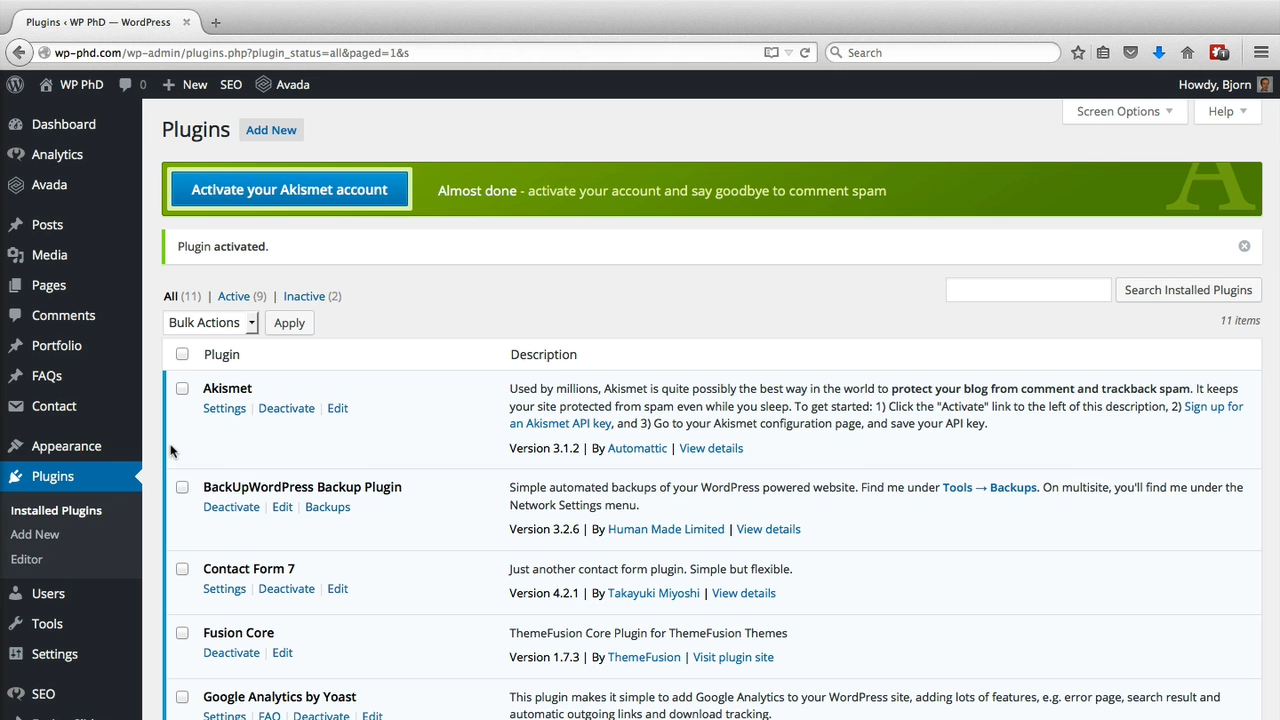 Plugins ‹ WP PhD — WordPress
wp-phd.com/wp-admin/plugins.php?plugin_status=all&paged=1&s
Search
1
WP PhD
0
New
SEO
Avada
Howdy, Bjorn
Dashboard
Analytics
Avada
Posts
Media
Pages
Comments
Portfolio
FAQs
Contact
Appearance
Plugins
Installed Plugins
Add New
Editor
Users
Tools
Settings
SEO
Screen Options
Help
Plugins
Add New
Activate your Akismet account
Almost done - activate your account and say goodbye to comment spam
A
Plugin activated.
All (11) | Active (9) | Inactive (2)
Search Installed Plugins
Bulk Actions
Apply
11 items
Plugin
Description
Akismet
Settings | Deactivate | Edit
Used by millions, Akismet is quite possibly the best way in the world to protect your blog from comment and trackback spam. It keeps
your site protected from spam even while you sleep. To get started: 1) Click the "Activate" link to the left of this description, 2) Sign up for
an Akismet API key, and 3) Go to your Akismet configuration page, and save your API key.
Version 3.1.2 | By Automattic | View details
BackUpWordPress Backup Plugin
Deactivate | Edit | Backups
Simple automated backups of your WordPress powered website. Find me under Tools → Backups. On multisite, you'll find me under the
Network Settings menu.
Version 3.2.6 | By Human Made Limited | View details
Contact Form 7
Settings | Deactivate | Edit
Just another contact form plugin. Simple but flexible.
Version 4.2.1 | By Takayuki Miyoshi | View details
Fusion Core
Deactivate | Edit
ThemeFusion Core Plugin for ThemeFusion Themes
Version 1.7.3 | By ThemeFusion | Visit plugin site
Google Analytics by Yoast
Settings | FAQ | Deactivate | Edit
This plugin makes it simple to add Google Analytics to your WordPress site, adding lots of features, e.g. error page, search result and
automatic outgoing links and download tracking.